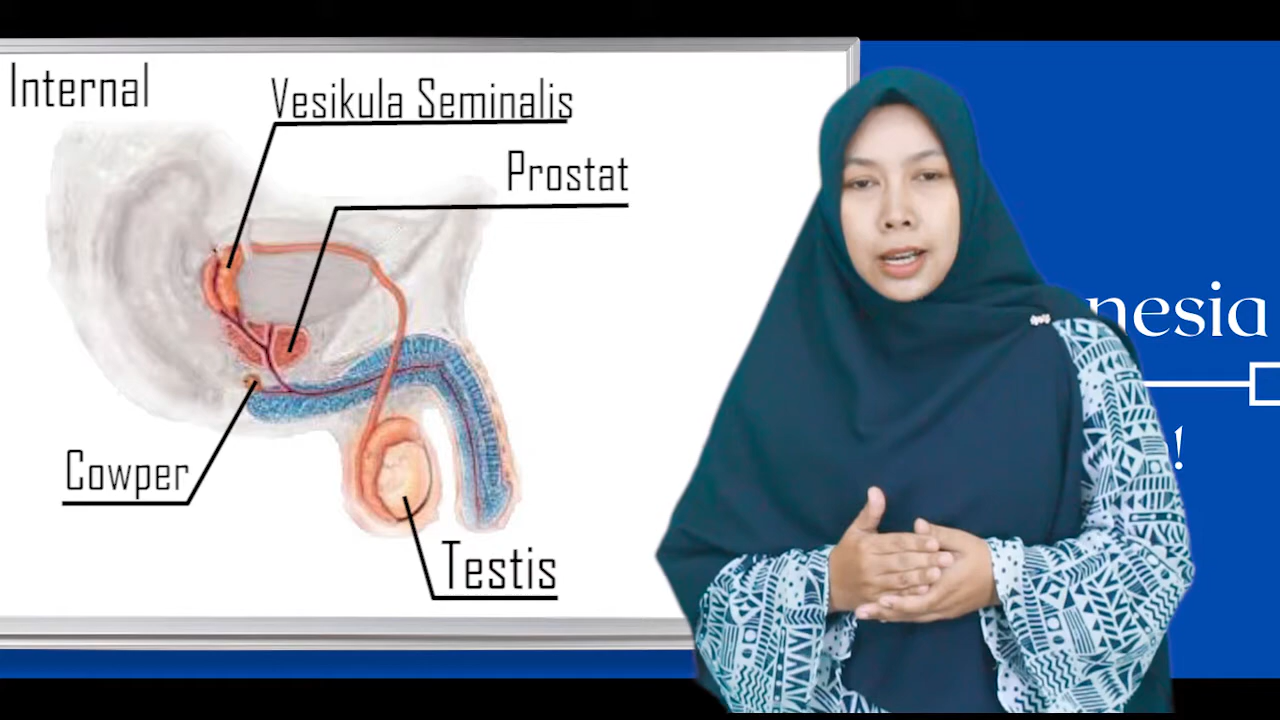 Internal
Vesikula Seminalis
Prostat
Cowper
Testis
nesia
!